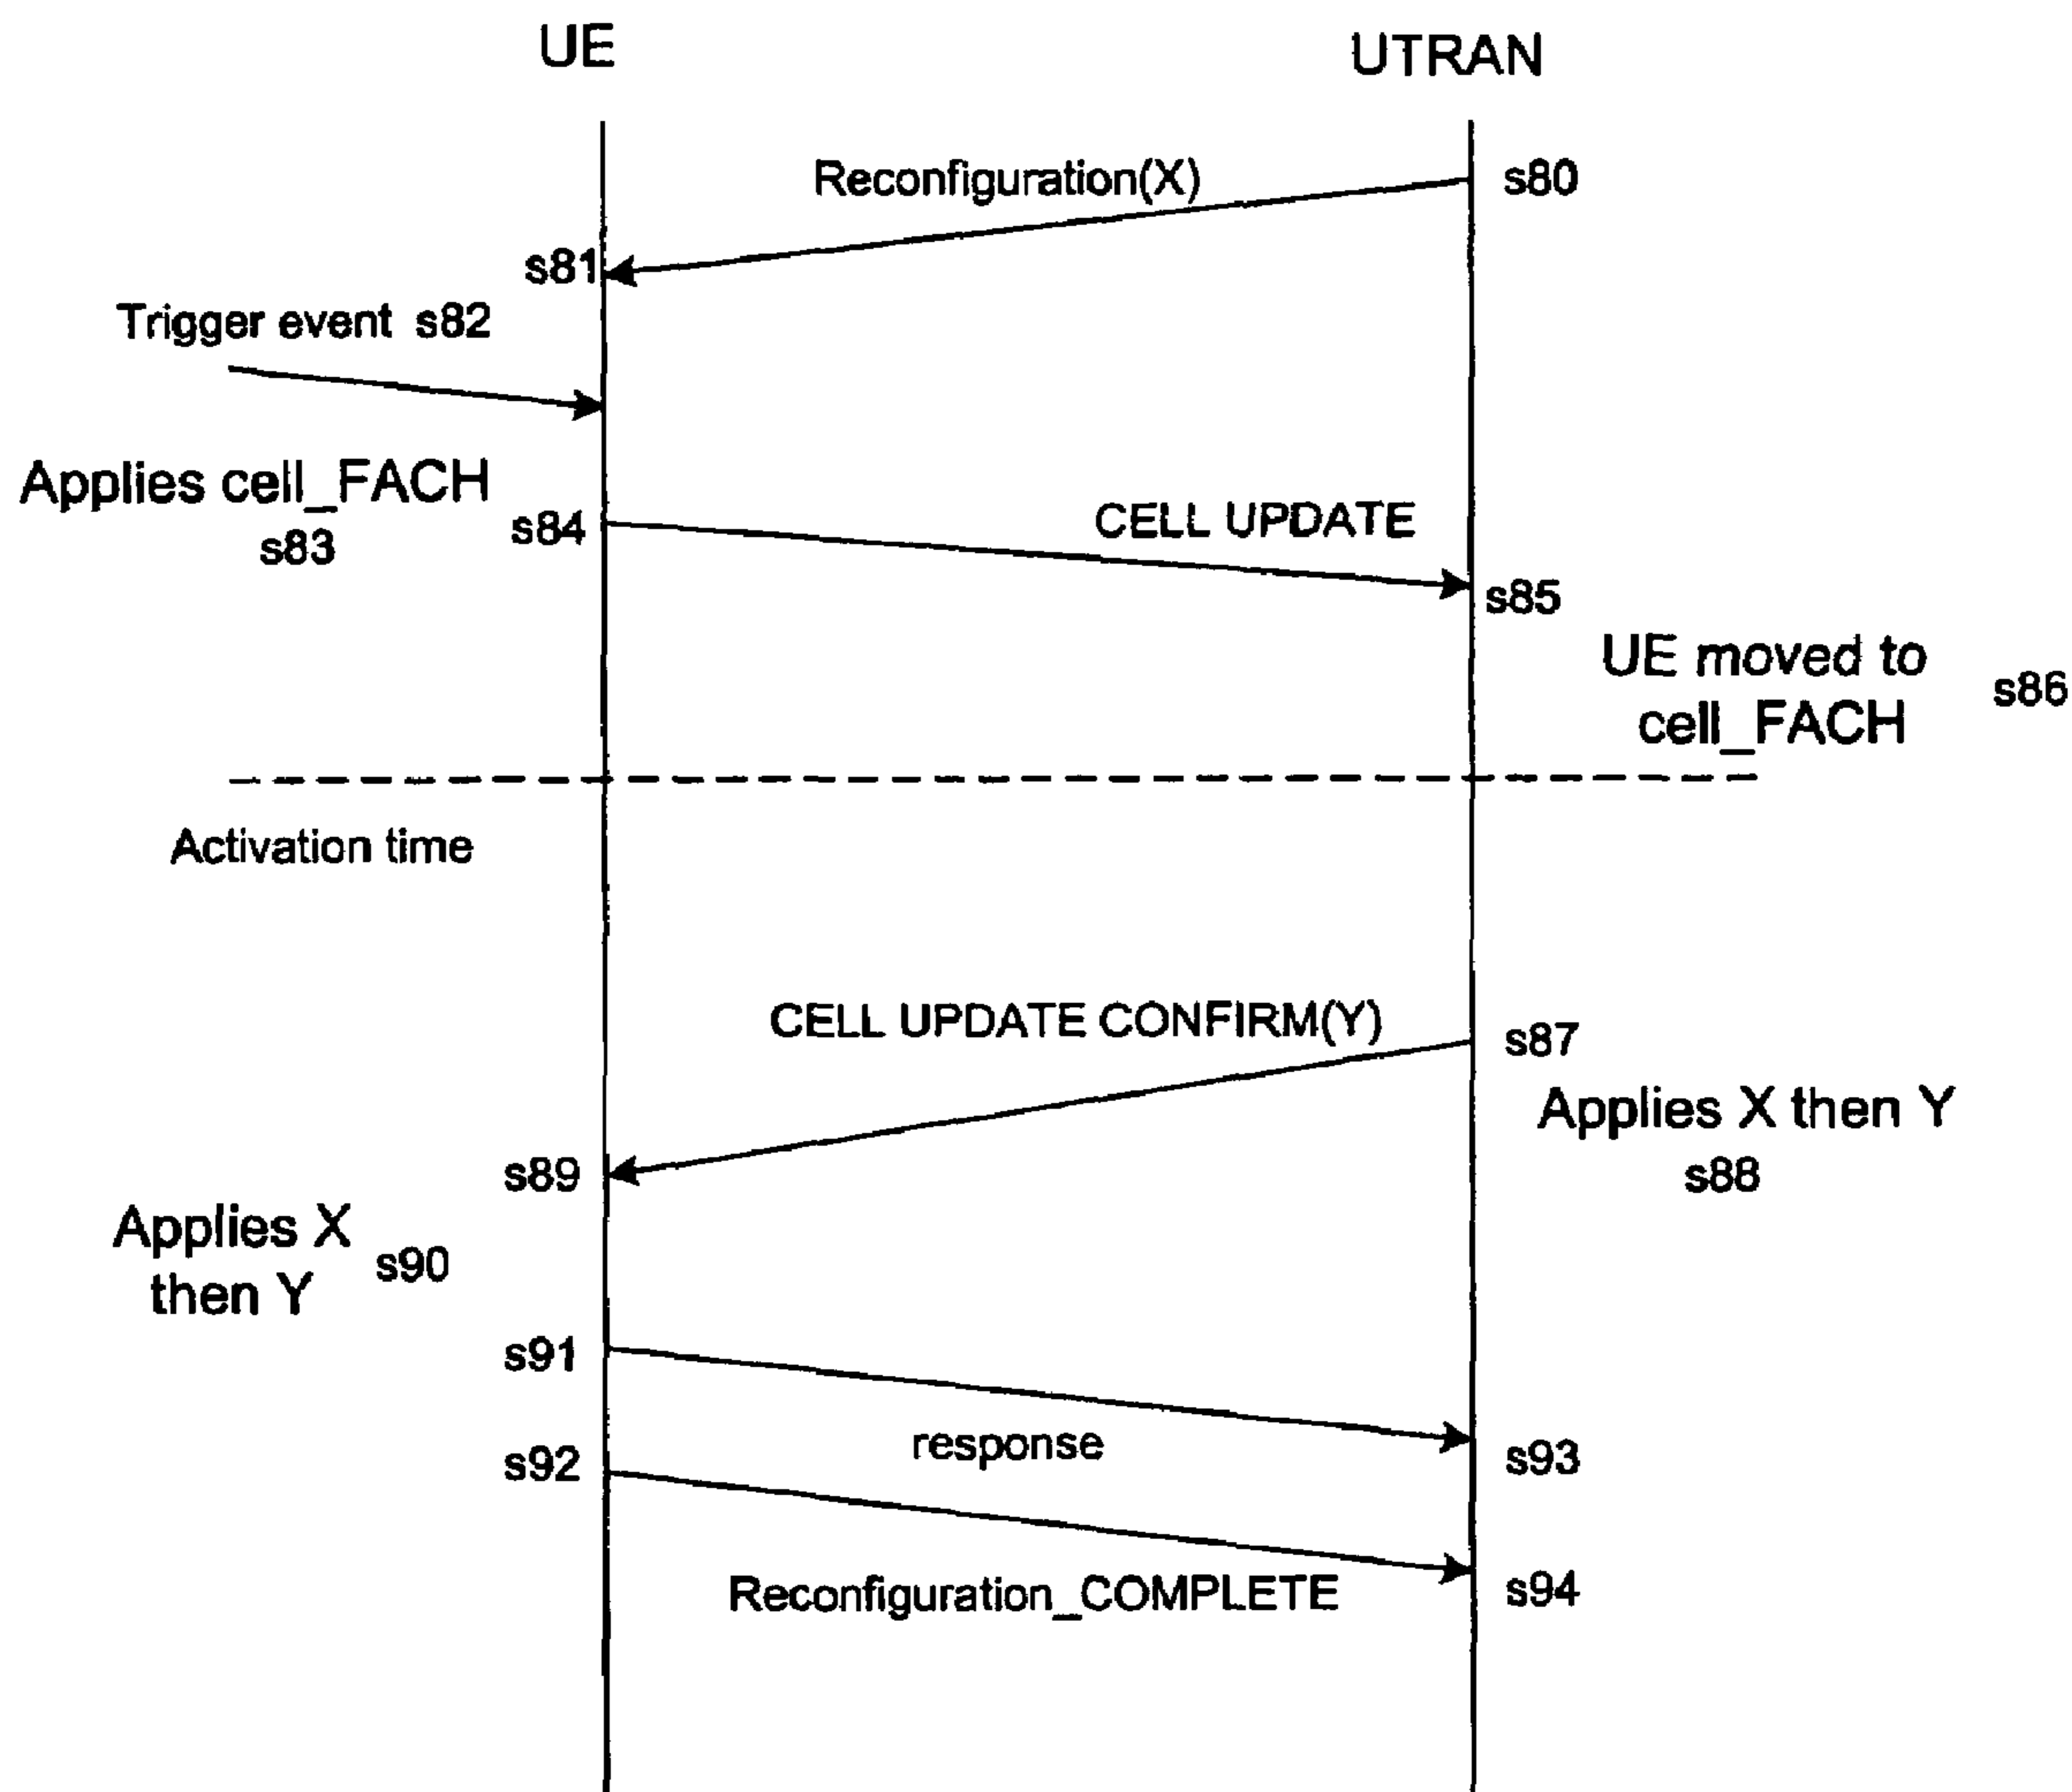 UE
UTRAN
Reconfiguration(X)
s80
s81
Trigger event s82
Applies cell_FACH
s83
s84
CELL UPDATE
s85
UE moved to
cell_FACH
s86
Activation time
CELL UPDATE CONFIRM(Y)
s87
Applies X then Y
s88
s89
Applies X
then Y
s90
s91
response
s93
s92
Reconfiguration_COMPLETE
s94